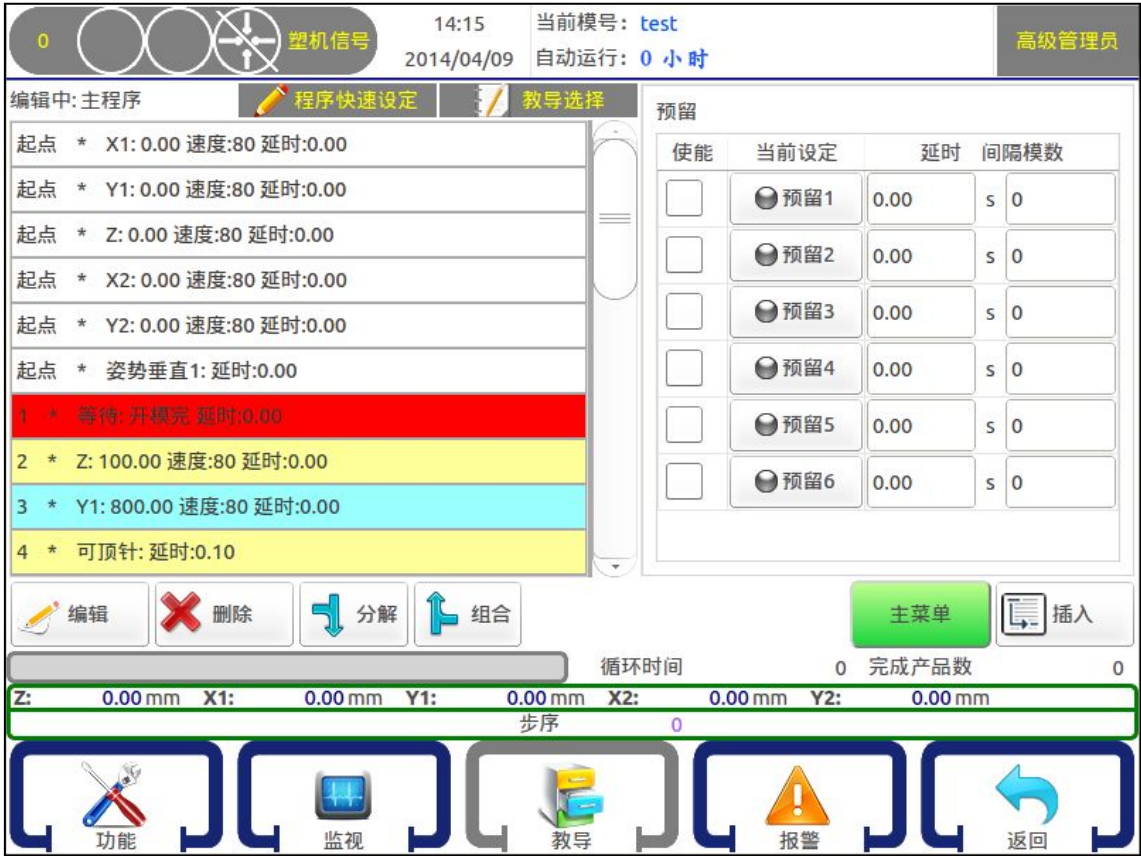 0 塑机信号 14:15 当前模号: test 高级管理员
2014/04/09 自动运行: 0 小时
编辑中: 主程序 程序快速设定 教导选择
预留
使能 当前设定 延时 间隔模数
起点 * X1: 0.00 速度:80 延时:0.00
起点 * Y1: 0.00 速度:80 延时:0.00
起点 * Z: 0.00 速度:80 延时:0.00
起点 * X2: 0.00 速度:80 延时:0.00
起点 * Y2: 0.00 速度:80 延时:0.00
起点 * 姿势垂直1: 延时:0.00
1 * 等待: 开模完 延时:0.00
2 * Z: 100.00 速度:80 延时:0.00
3 * Y1: 800.00 速度:80 延时:0.00
4 * 可顶针: 延时:0.10
预留1 0.00 s 0
预留2 0.00 s 0
预留3 0.00 s 0
预留4 0.00 s 0
预留5 0.00 s 0
预留6 0.00 s 0
编辑 删除 分解 组合 主菜单 插入
循环时间 0 完成产品数 0
Z: 0.00 mm X1: 0.00 mm Y1: 0.00 mm X2: 0.00 mm Y2: 0.00 mm
步序 0
功能 监视 教导 报警 返回